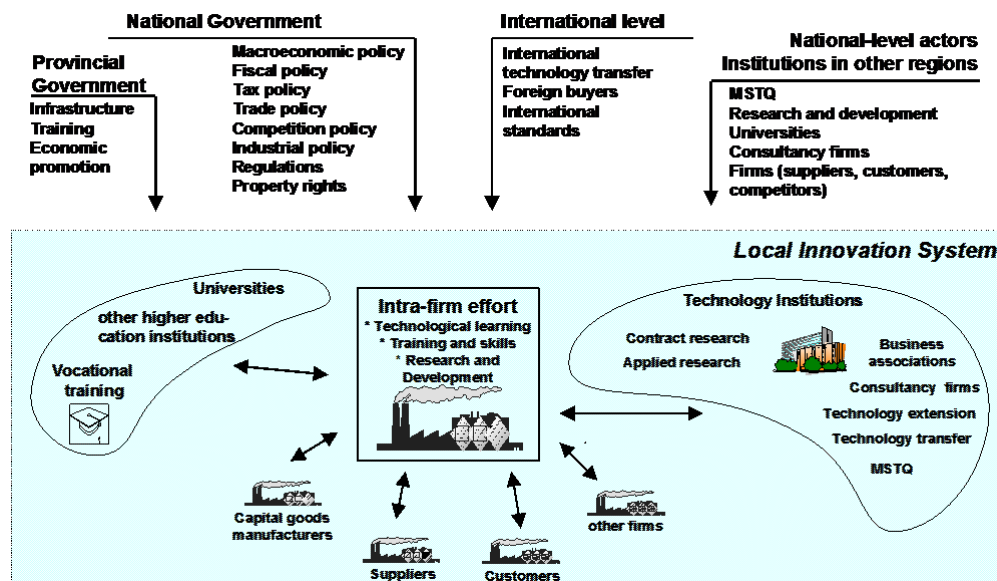 National Government
Macroeconomic policy
Fiscal policy
Tax policy
Trade policy
Competition policy
Industrial policy
Regulations
Property rights
International level
International
technology transfer
Foreign buyers
International
standards
National-level actors
Institutions in other regions
MSTQ
Research and development
Universities
Consultancy firms
Firms (suppliers, customers,
competitors)
Provincial
Government
Infrastructure
Training
Economic
promotion
Local Innovation System
Universities
other higher edu-
cation institutions
Vocational
training
Intra-firm effort
* Technological learning
* Training and skills
* Research and
Development
Technology Institutions
Contract research
Applied research
Business
associations
Consultancy firms
Technology extension
Technology transfer
MSTQ
Capital goods
manufacturers
Suppliers
Customers
other firms